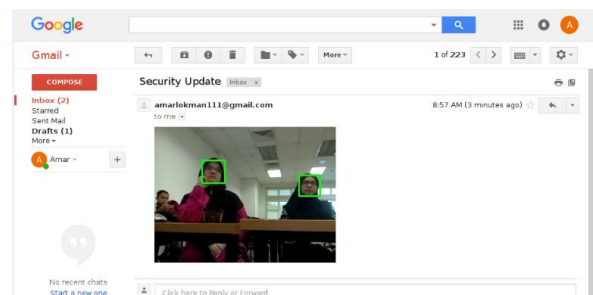 Google
A
Gmail
More
1 of 223
COMPOSE
Security Update Inbox x
Inbox (2)
Starred
Sent Mail
Drafts (1)
More
amarlokman111@gmail.com
8:57 AM (3 minutes ago)
to me
A Amar
+
No recent chats
Start a new one
Click here to Reply or Forward